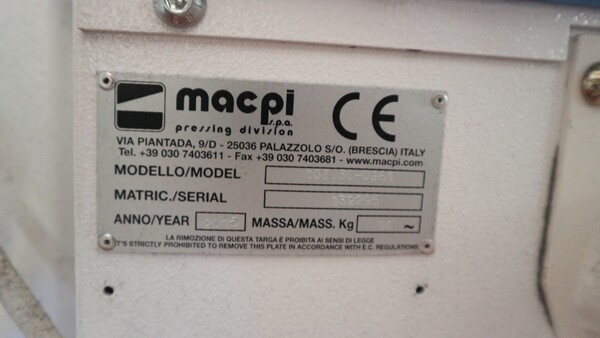 macpi
s.p.a.
pressing division
CE
VIA PIANTADA, 9/D - 25036 PALAZZOLO S/O. (BRESCIA) ITALY
Tel. +39 030 7403611 - Fax +39 030 7403681 - www.macpi.com
MODELLO/MODEL
MATRIC./SERIAL
ANNO/YEAR MASSA/MASS. Kg ~
LA RIMOZIONE DI QUESTA TARGA È PROIBITA AI SENSI DI LEGGE
IT'S STRICTLY PROHIBITED TO REMOVE THIS PLATE IN ACCORDANCE WITH E.C. REGULATIONS